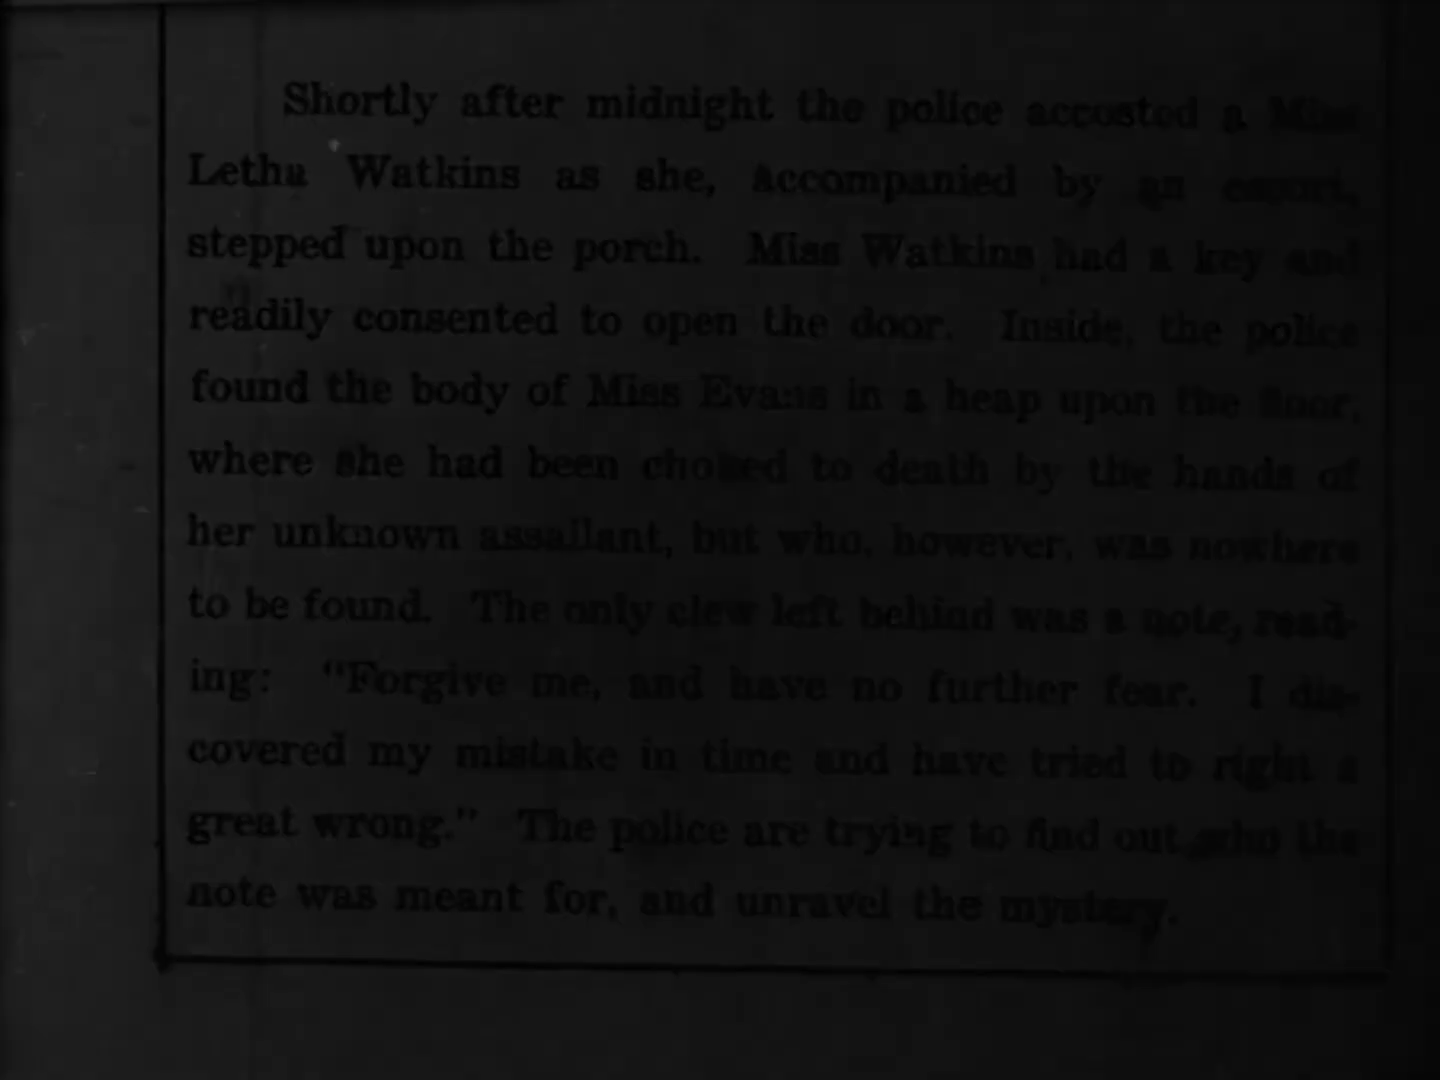 Shortly after midnight the police accosted a Miss
Letha Watkins as she, accompanied by an escort,
stepped upon the porch. Miss Watkins had a key and
readily consented to open the door. Inside, the police
found the body of Miss Evans in a heap upon the floor,
where she had been choked to death by the hands of
her unknown assailant, but who, however, was nowhere
to be found. The only clew left behind was a note, read-
ing: "Forgive me, and have no further fear. I dis-
covered my mistake in time and have tried to right a
great wrong." The police are trying to find out who the
note was meant for, and unravel the mystery.